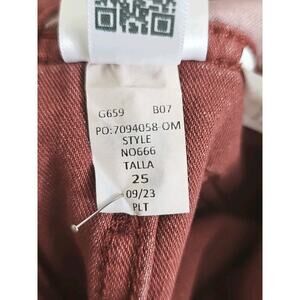 G659 B07
PO:7094058-OM
STYLE
NO666
TALLA
25
09/23
PLT